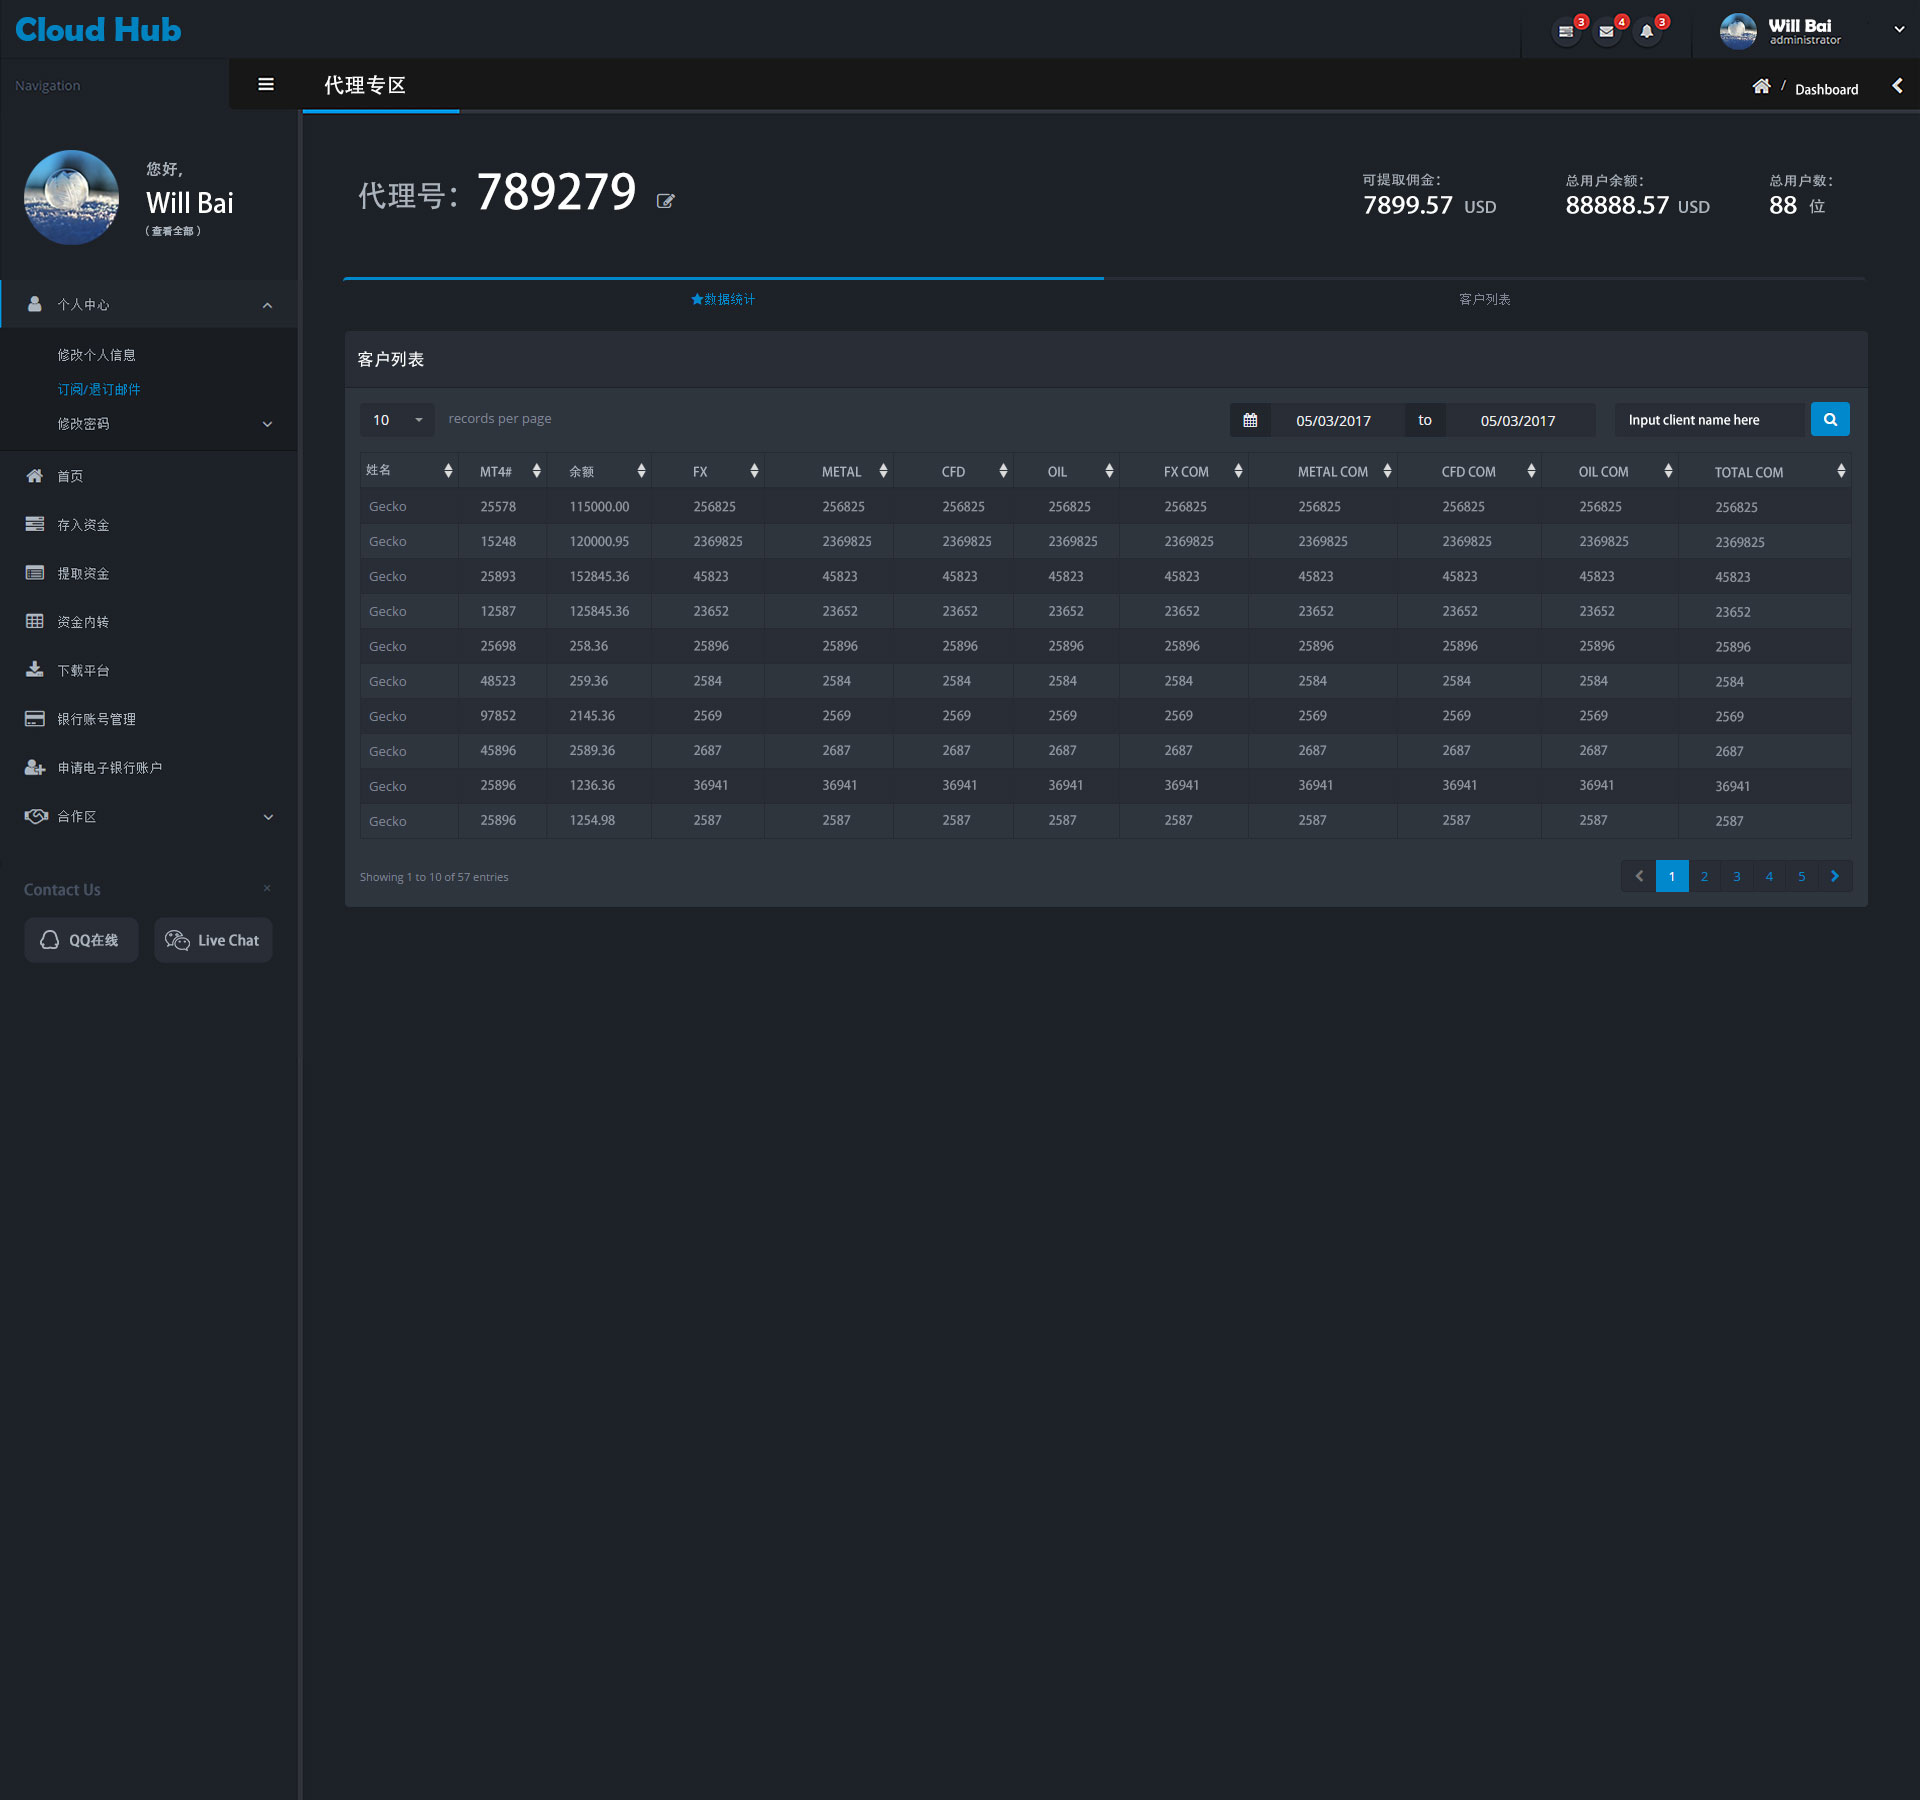 Cloud Hub
3
4
3
Will Bai
administrator
Navigation
代理专区
/ Dashboard
您好,
Will Bai
( 查看全部 )
代理号：789279
可提取佣金：
7899.57 USD
总用户余额：
88888.57 USD
总用户数：
88 位
个人中心
修改个人信息
订阅/退订邮件
修改密码
首页
存入资金
提取资金
资金内转
下载平台
银行账号管理
申请电子银行账户
合作区
Contact Us ×
QQ在线
Live Chat
数据统计
客户列表
客户列表
10 records per page
05/03/2017 to 05/03/2017
Input client name here
姓名 MT4# 余额 FX METAL CFD OIL FX COM METAL COM CFD COM OIL COM TOTAL COM
Gecko 25578 115000.00 256825 256825 256825 256825 256825 256825 256825 256825 256825
Gecko 15248 120000.95 2369825 2369825 2369825 2369825 2369825 2369825 2369825 2369825 2369825
Gecko 25893 152845.36 45823 45823 45823 45823 45823 45823 45823 45823 45823
Gecko 12587 125845.36 23652 23652 23652 23652 23652 23652 23652 23652 23652
Gecko 25698 258.36 25896 25896 25896 25896 25896 25896 25896 25896 25896
Gecko 48523 259.36 2584 2584 2584 2584 2584 2584 2584 2584 2584
Gecko 97852 2145.36 2569 2569 2569 2569 2569 2569 2569 2569 2569
Gecko 45896 2589.36 2687 2687 2687 2687 2687 2687 2687 2687 2687
Gecko 25896 1236.36 36941 36941 36941 36941 36941 36941 36941 36941 36941
Gecko 25896 1254.98 2587 2587 2587 2587 2587 2587 2587 2587 2587
Showing 1 to 10 of 57 entries
1 2 3 4 5